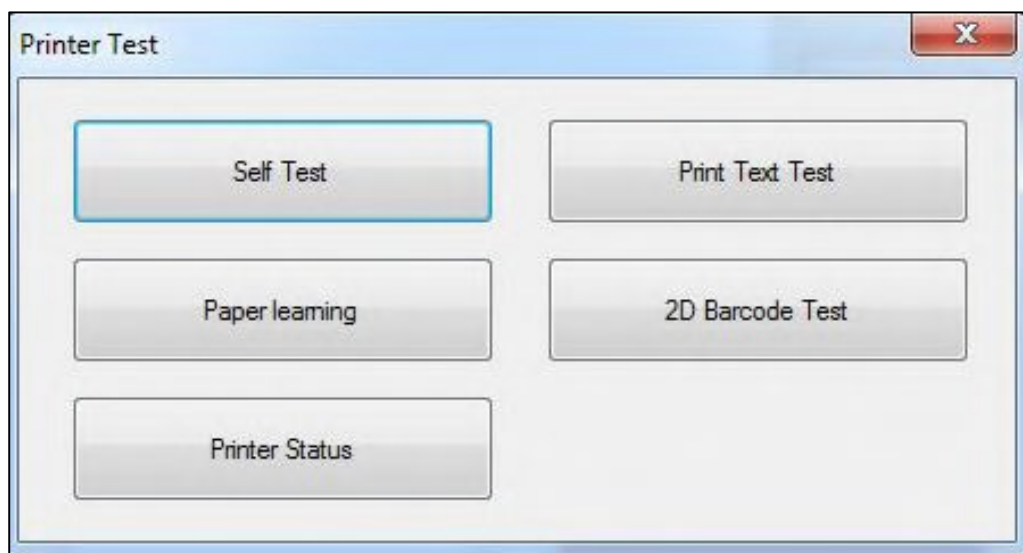 Printer Test
Self Test
Print Text Test
Paper learning
2D Barcode Test
Printer Status